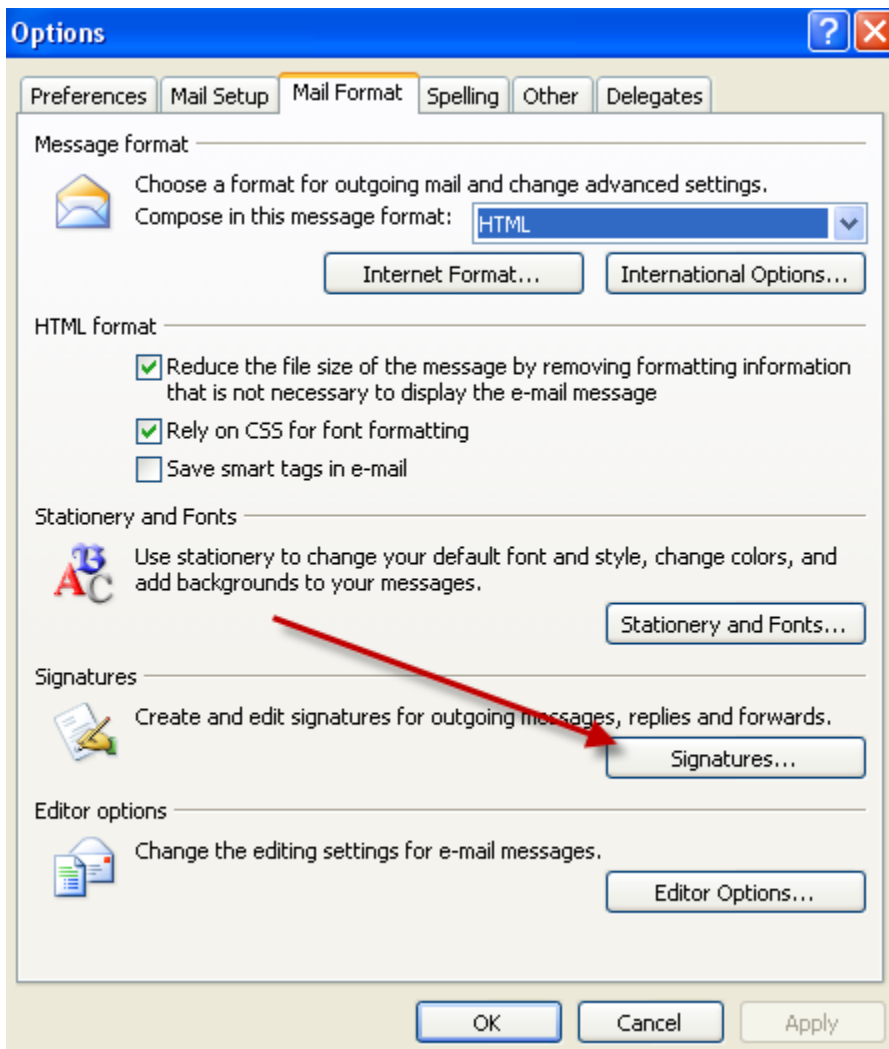 Options
Preferences Mail Setup Mail Format Spelling Other Delegates
Message format
Choose a format for outgoing mail and change advanced settings.
Compose in this message format: HTML
Internet Format... International Options...
HTML format
Reduce the file size of the message by removing formatting information
that is not necessary to display the e-mail message
Rely on CSS for font formatting
Save smart tags in e-mail
Stationery and Fonts
Use stationery to change your default font and style, change colors, and
add backgrounds to your messages.
Stationery and Fonts...
Signatures
Create and edit signatures for outgoing messages, replies and forwards.
Signatures...
Editor options
Change the editing settings for e-mail messages.
Editor Options...
OK Cancel Apply